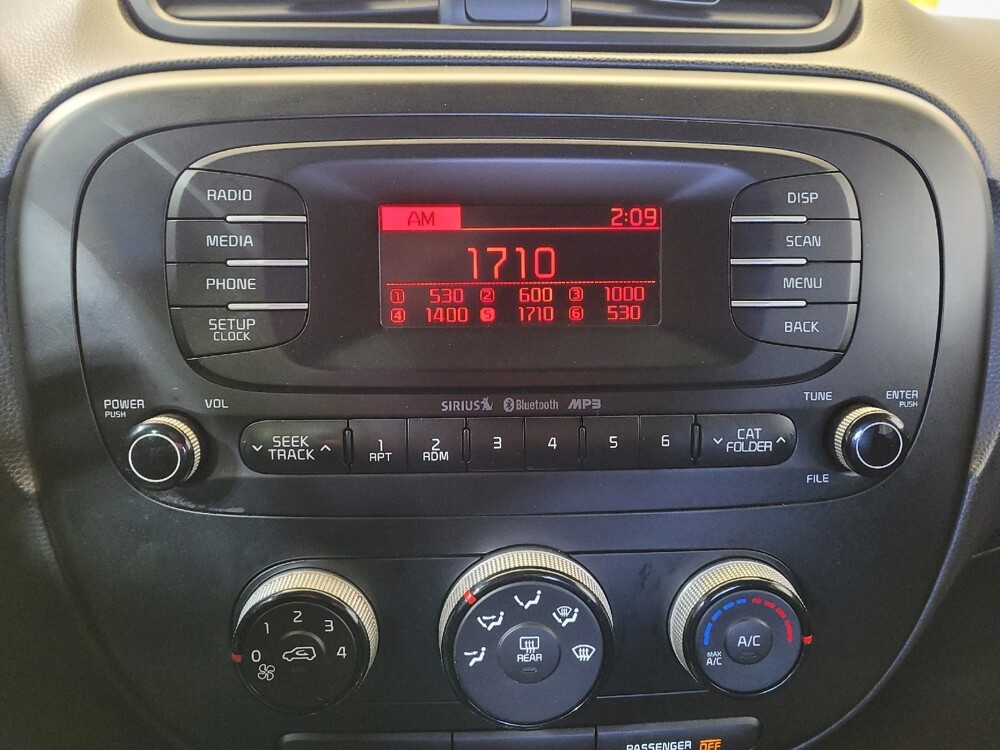 AM 2:09
1710
1 530 2 600 3 1000
4 1400 5 1710 6 530
RADIO
MEDIA
PHONE
SETUP
CLOCK
DISP
SCAN
MENU
BACK
POWER
PUSH
VOL
SIRIUS Bluetooth MP3
TUNE
ENTER
PUSH
SEEK
TRACK
1
RPT
2
RDM
3
4
5
6
CAT
FOLDER
FILE
0 1 2 3 4
REAR
MAX
A/C
A/C
PASSENGER OFF